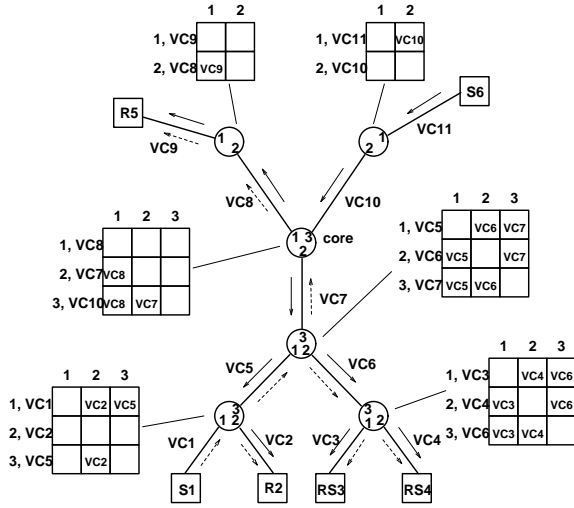 1 2
1, VC9
2, VC8 VC9
1 2
1, VC11 VC10
2, VC10
R5
S6
1
2
1
2
VC9
VC11
VC8
VC10
1 3
2
core
1 2 3
1, VC8
2, VC7 VC8
3, VC10 VC8 VC7
1 2 3
1, VC5 VC6 VC7
2, VC6 VC5 VC7
3, VC7 VC5 VC6
VC7
3
1 2
VC5
VC6
1 2 3
1, VC1 VC2 VC5
2, VC2
3, VC5 VC2
3
1 2
3
1 2
1 2 3
1, VC3 VC4 VC6
2, VC4 VC3 VC6
3, VC6 VC3 VC4
VC1
VC2
VC3
VC4
S1
R2
RS3
RS4